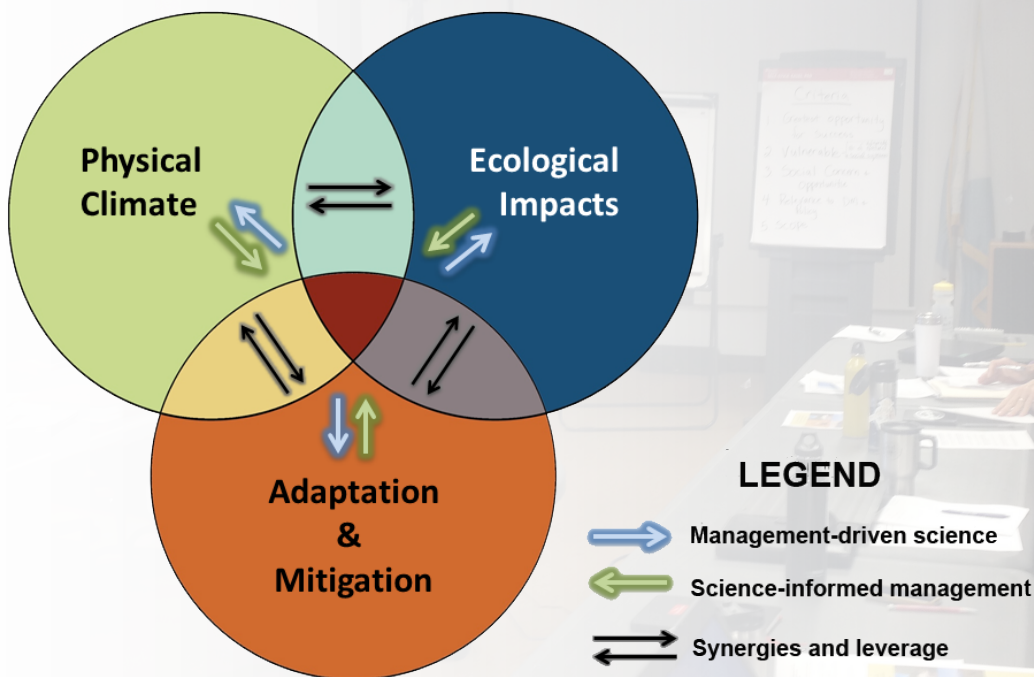 Physical
Climate
Ecological
Impacts
Adaptation
&
Mitigation
LEGEND
Management-driven science
Science-informed management
Synergies and leverage
Criteria